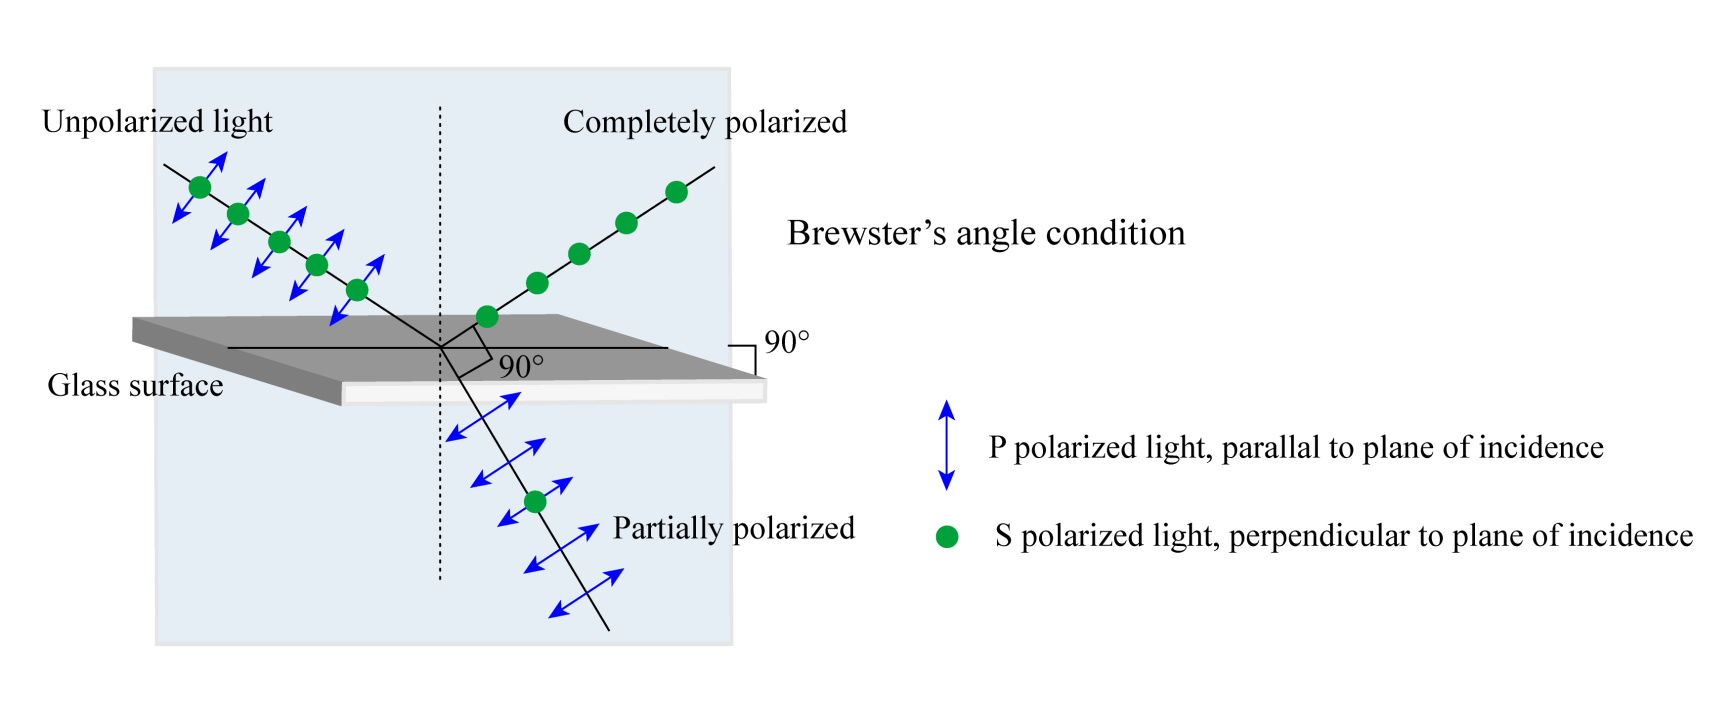 Unpolarized light
Completely polarized
Brewster’s angle condition
90°
90°
Glass surface
P polarized light, parallal to plane of incidence
Partially polarized
S polarized light, perpendicular to plane of incidence